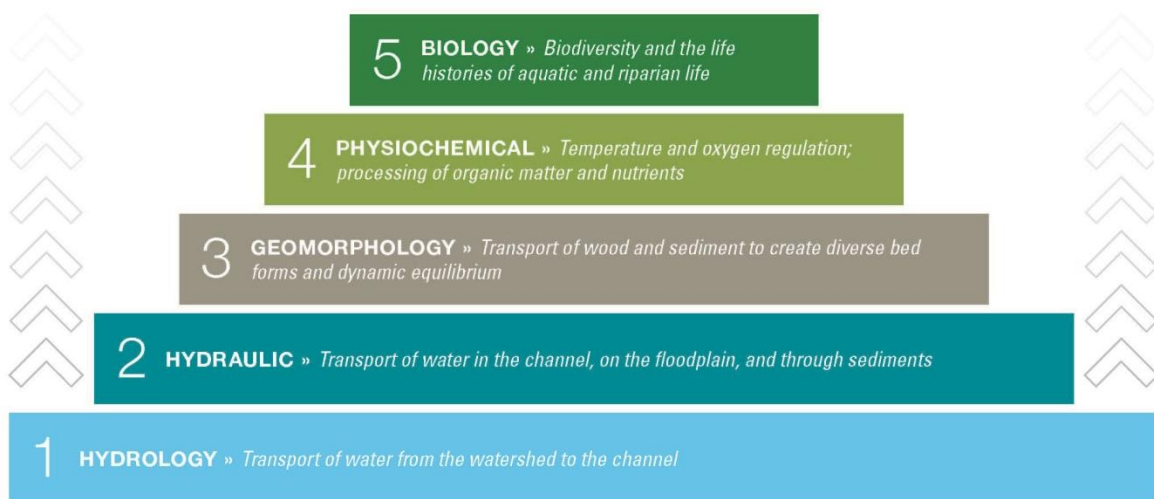 5 BIOLOGY » Biodiversity and the life
histories of aquatic and riparian life
4 PHYSIOCHEMICAL » Temperature and oxygen regulation;
processing of organic matter and nutrients
3 GEOMORPHOLOGY » Transport of wood and sediment to create diverse bed
forms and dynamic equilibrium
2 HYDRAULIC » Transport of water in the channel, on the floodplain, and through sediments
1 HYDROLOGY » Transport of water from the watershed to the channel